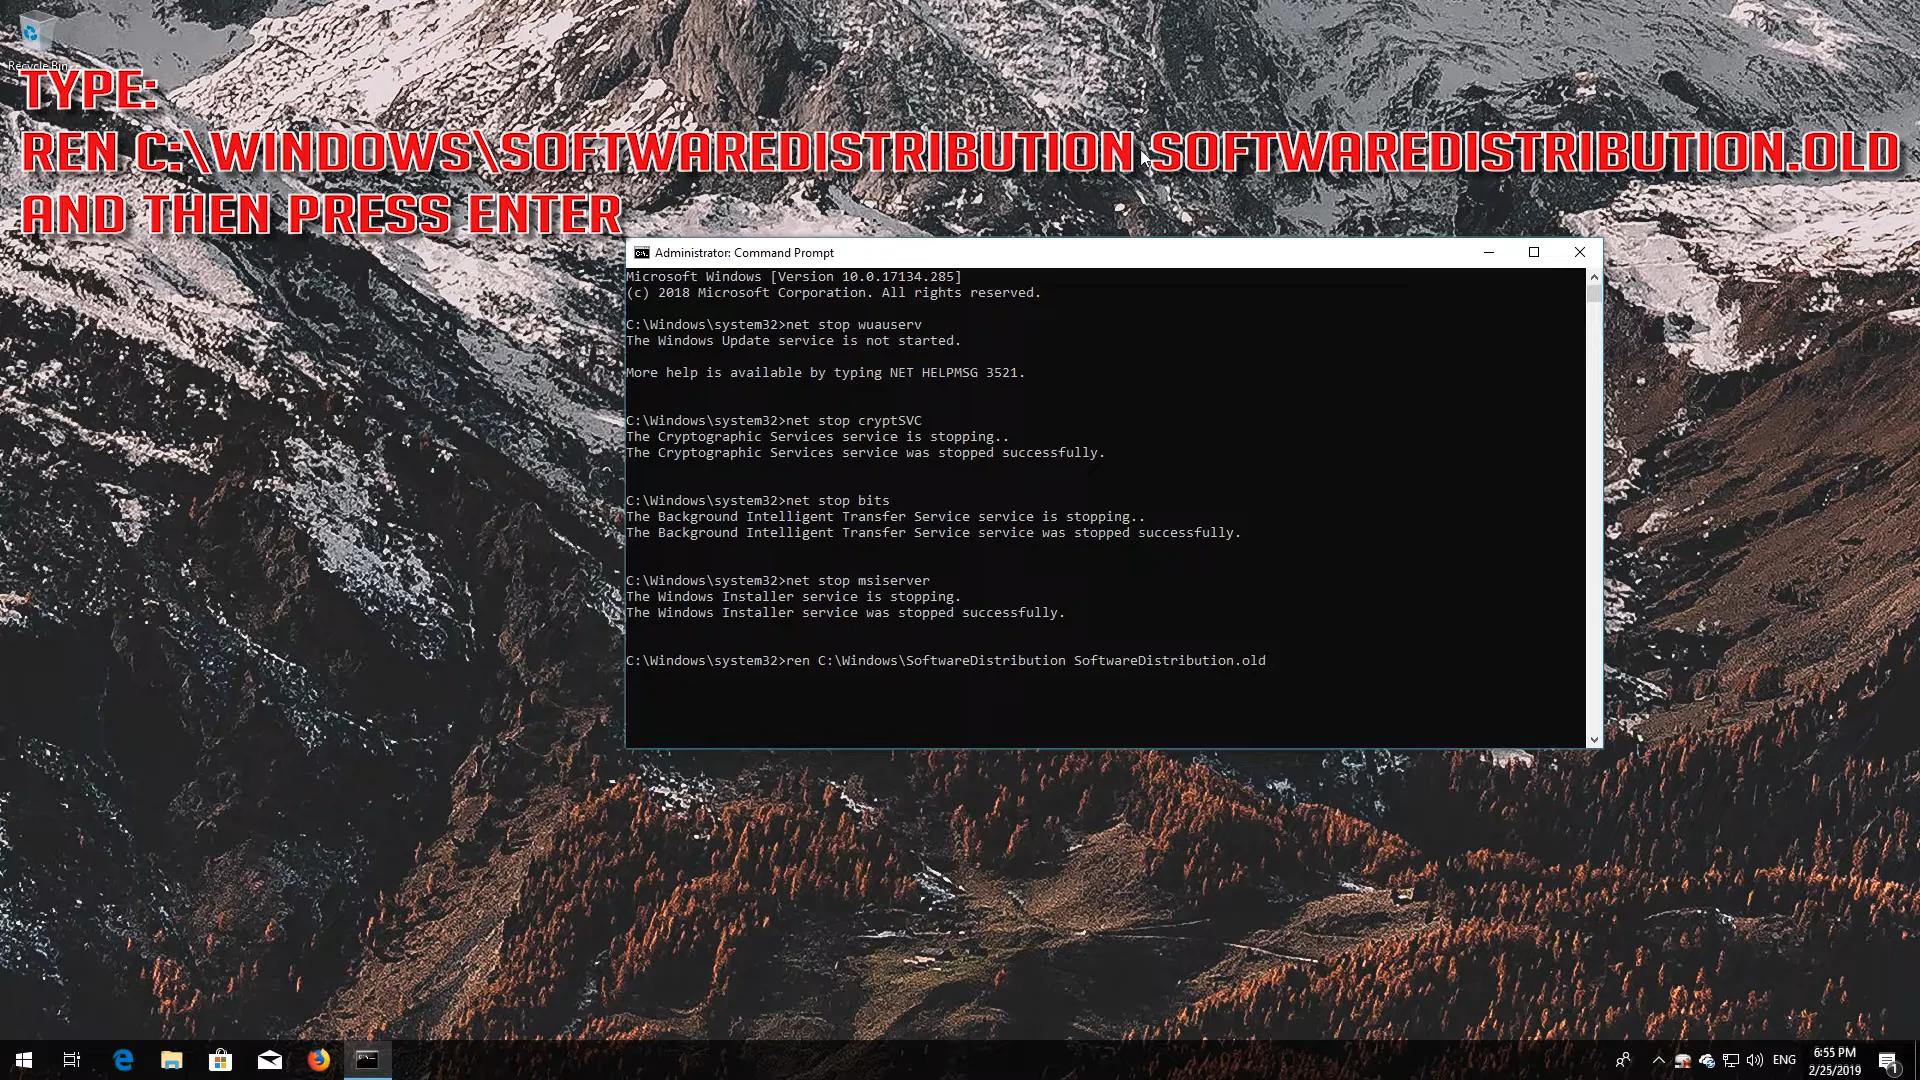 Recycle Bin
TYPE:
REN C:\WINDOWS\SOFTWAREDISTRIBUTION SOFTWAREDISTRIBUTION.OLD
AND THEN PRESS ENTER
Administrator: Command Prompt
Microsoft Windows [Version 10.0.17134.285]
(c) 2018 Microsoft Corporation. All rights reserved.
C:\Windows\system32>net stop wuauserv
The Windows Update service is not started.
More help is available by typing NET HELPMSG 3521.
C:\Windows\system32>net stop cryptSVC
The Cryptographic Services service is stopping..
The Cryptographic Services service was stopped successfully.
C:\Windows\system32>net stop bits
The Background Intelligent Transfer Service service is stopping..
The Background Intelligent Transfer Service service was stopped successfully.
C:\Windows\system32>net stop msiserver
The Windows Installer service is stopping.
The Windows Installer service was stopped successfully.
C:\Windows\system32>ren C:\Windows\SoftwareDistribution SoftwareDistribution.old
ENG
6:55 PM
2/25/2019
1